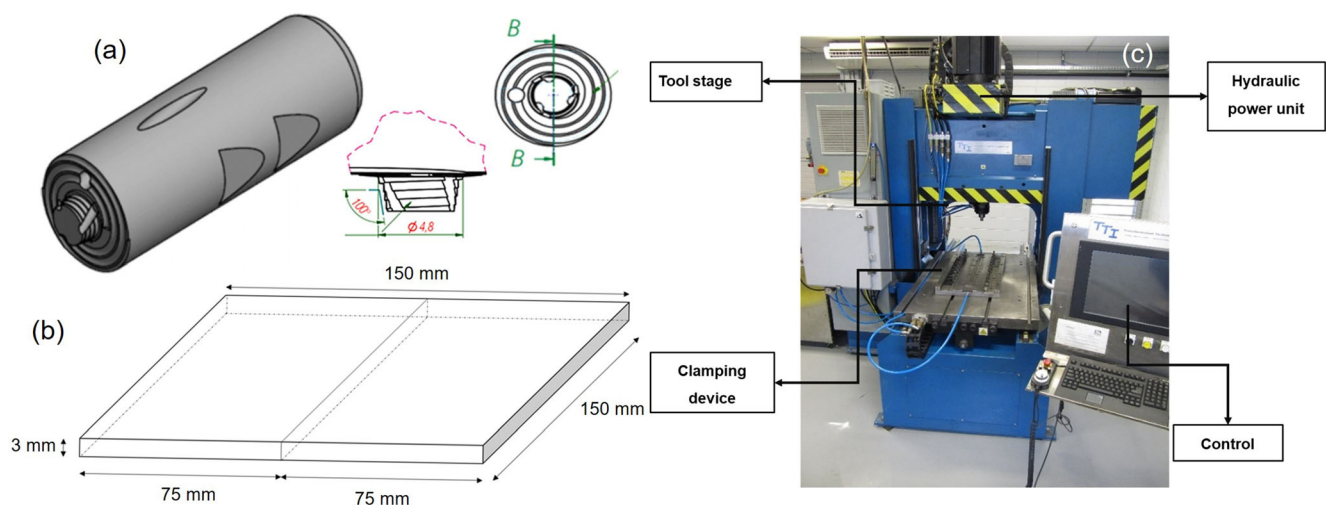 (a)
B
B
100°
Ø4,8
(b)
150 mm
150 mm
3 mm
75 mm
75 mm
(c)
Tool stage
Hydraulic
power unit
TTI
TTI
Clamping
device
Control